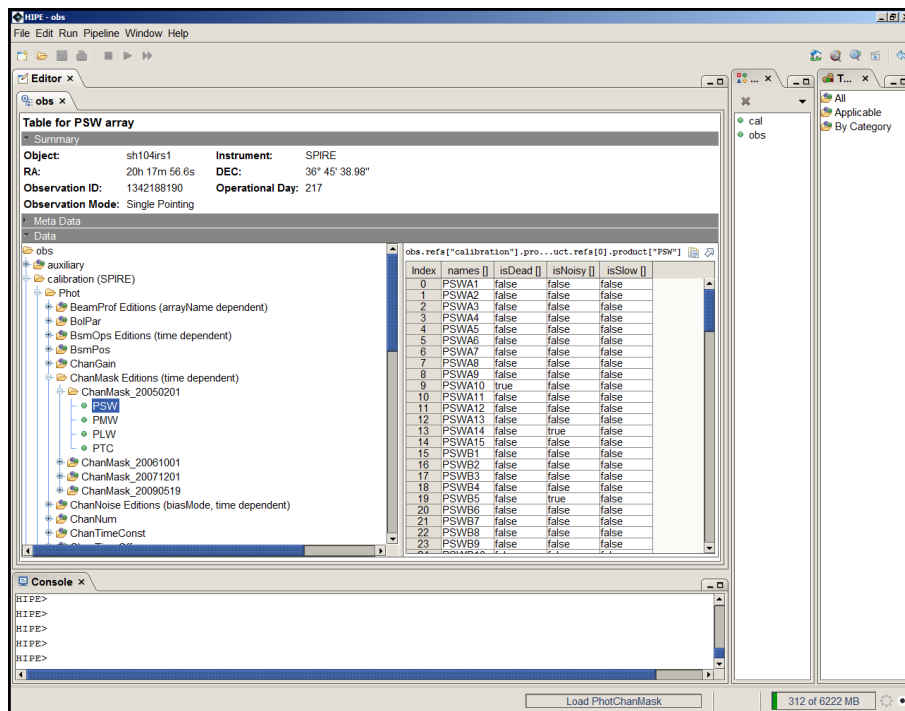 HIPE - obs
File Edit Run Pipeline Window Help
Editor ×
obs ×
Table for PSW array
Summary
Object: sh104irs1 Instrument: SPIRE
RA: 20h 17m 56.6s DEC: 36° 45' 38.98"
Observation ID: 1342188190 Operational Day: 217
Observation Mode: Single Pointing
Meta Data
Data
obs
auxiliary
calibration (SPIRE)
Phot
BeamProf Editions (arrayName dependent)
BolPar
BsmOps Editions (time dependent)
BsmPos
ChanGain
ChanMask Editions (time dependent)
ChanMask_20050201
PSW
PMW
PLW
PTC
ChanMask_20061001
ChanMask_20071201
ChanMask_20090519
ChanNoise Editions (biasMode, time dependent)
ChanNum
ChanTimeConst
obs.refs["calibration"].pro...uct.refs[0].product["PSW"]
Index names [] isDead [] isNoisy [] isSlow []
0 PSWA1 false false false
1 PSWA2 false false false
2 PSWA3 false false false
3 PSWA4 false false false
4 PSWA5 false false false
5 PSWA6 false false false
6 PSWA7 false false false
7 PSWA8 false false false
8 PSWA9 false false false
9 PSWA10 true false false
10 PSWA11 false false false
11 PSWA12 false false false
12 PSWA13 false false false
13 PSWA14 false true false
14 PSWA15 false false false
15 PSWB1 false false false
16 PSWB2 false false false
17 PSWB3 false false false
18 PSWB4 false false false
19 PSWB5 false true false
20 PSWB6 false false false
21 PSWB7 false false false
22 PSWB8 false false false
23 PSWB9 false false false
... ×
cal
obs
T... ×
All
Applicable
By Category
Console ×
HIPE>
HIPE>
HIPE>
HIPE>
HIPE>
Load PhotChanMask
312 of 6222 MB